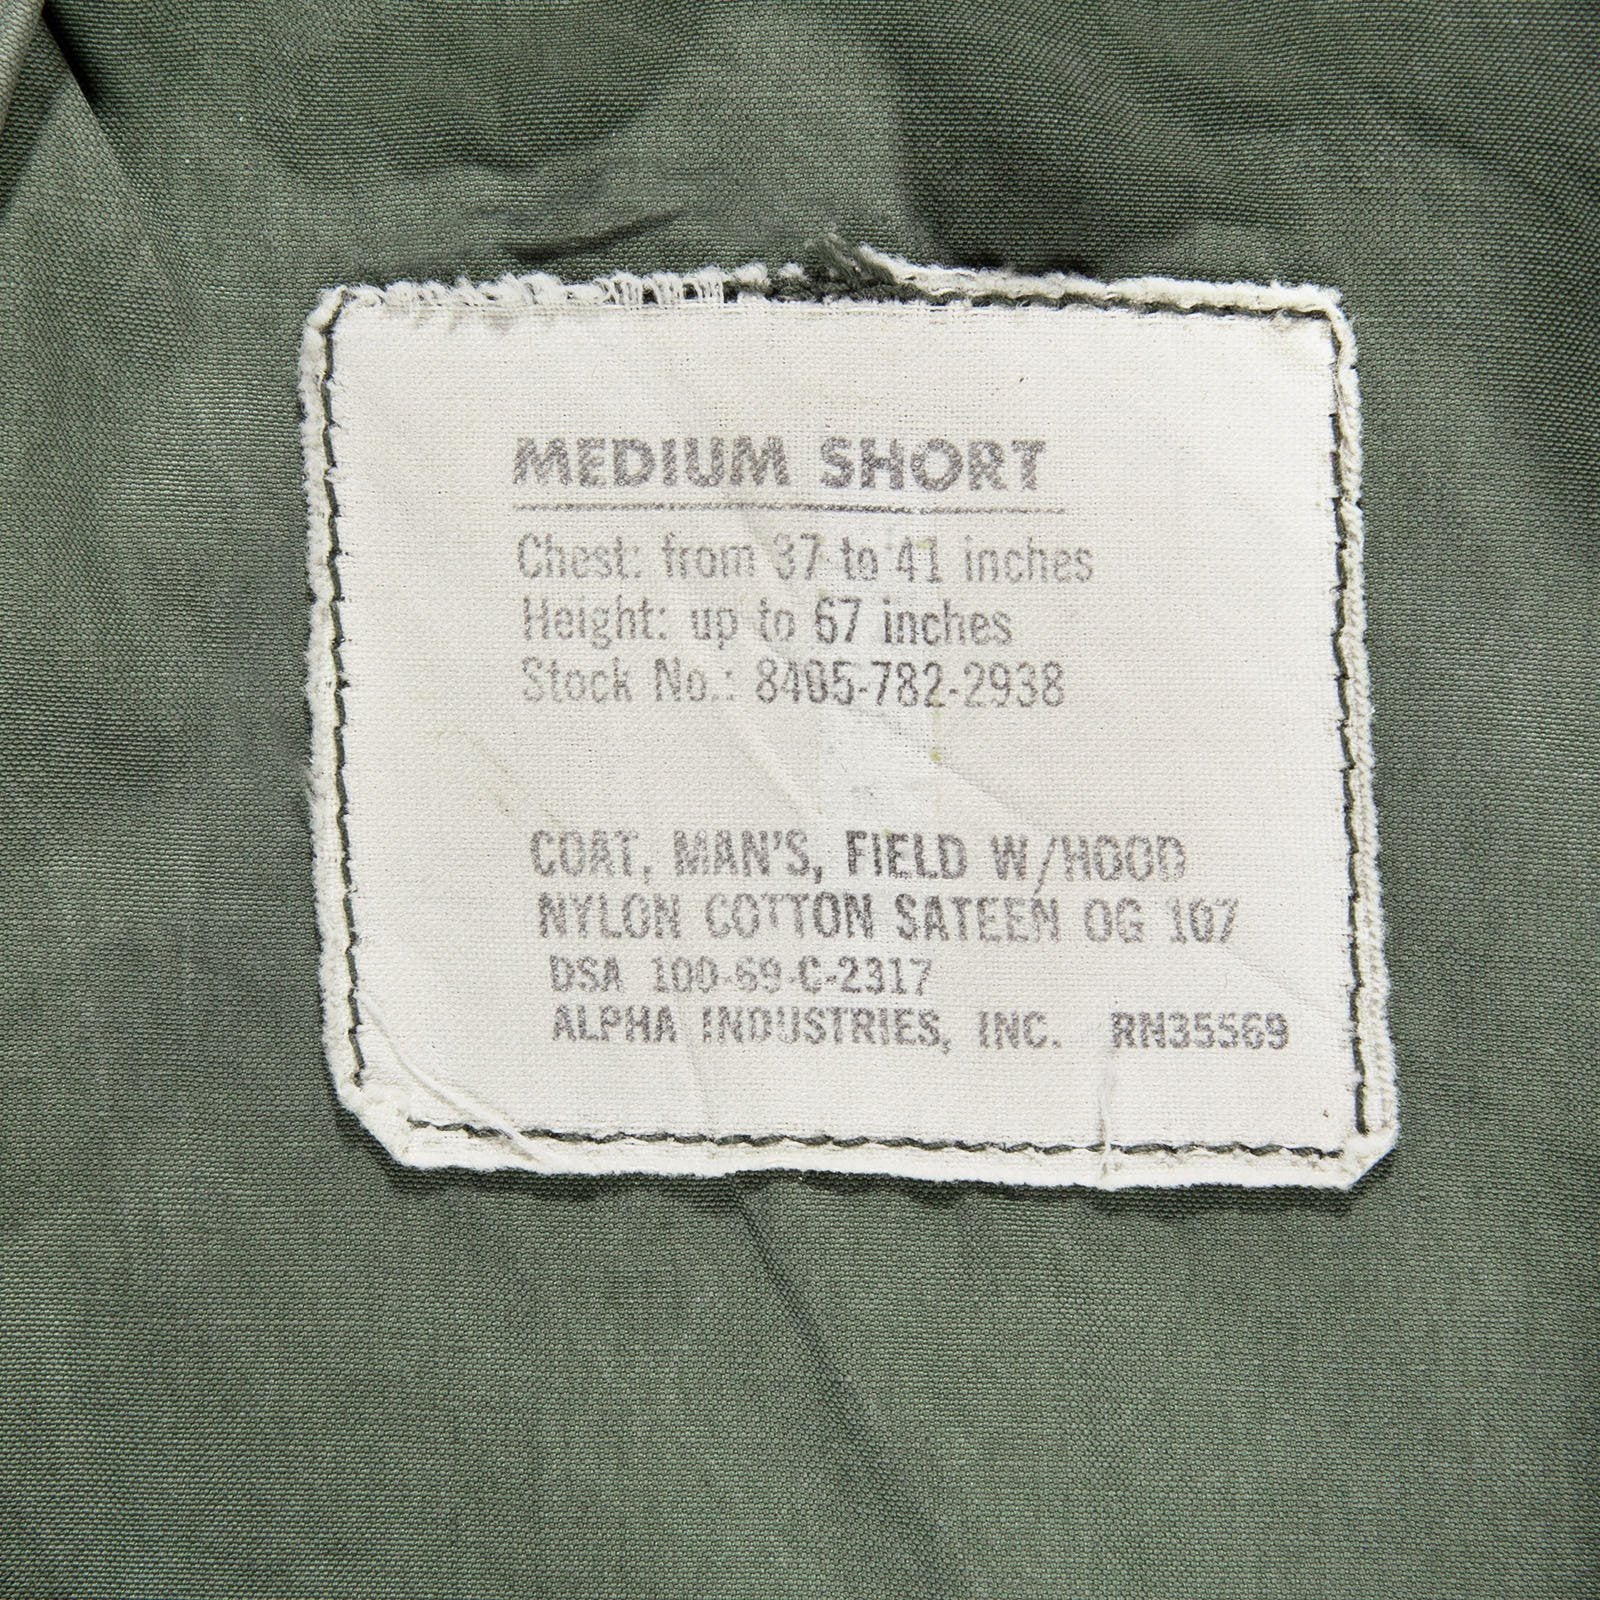 MEDIUM SHORT
Chest: from 37 to 41 inches
Height: up to 67 inches
Stock No.: 8405-782-2938
COAT, MAN'S, FIELD W/HOOD
NYLON COTTON SATEEN OG 107
DSA 100-69-C-2317
ALPHA INDUSTRIES, INC. RN35569